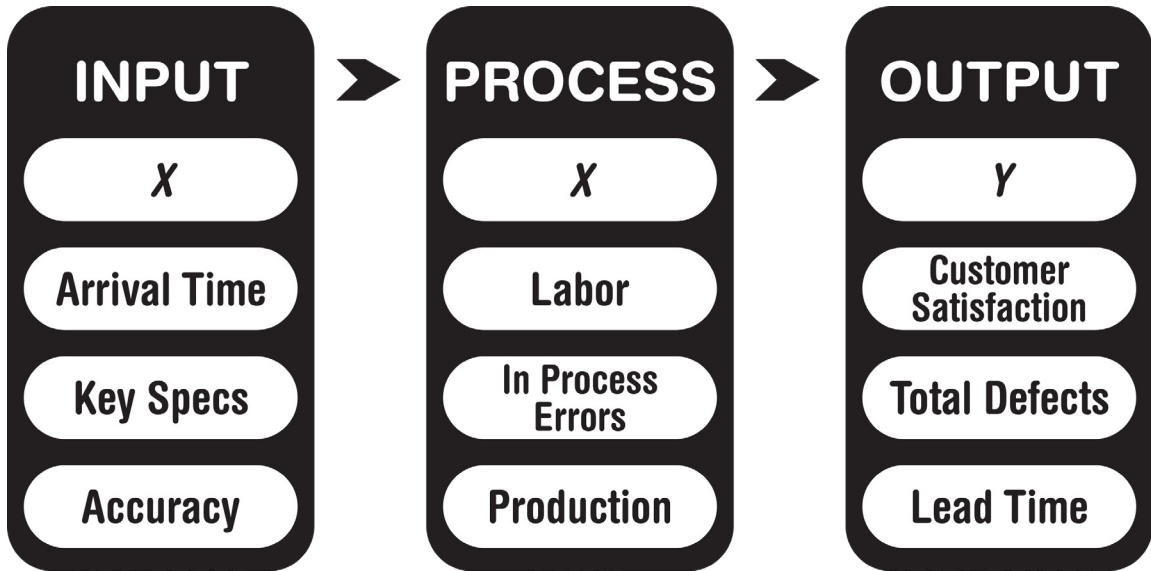 INPUT
X
Arrival Time
Key Specs
Accuracy
PROCESS
X
Labor
In Process
Errors
Production
OUTPUT
Y
Customer
Satisfaction
Total Defects
Lead Time